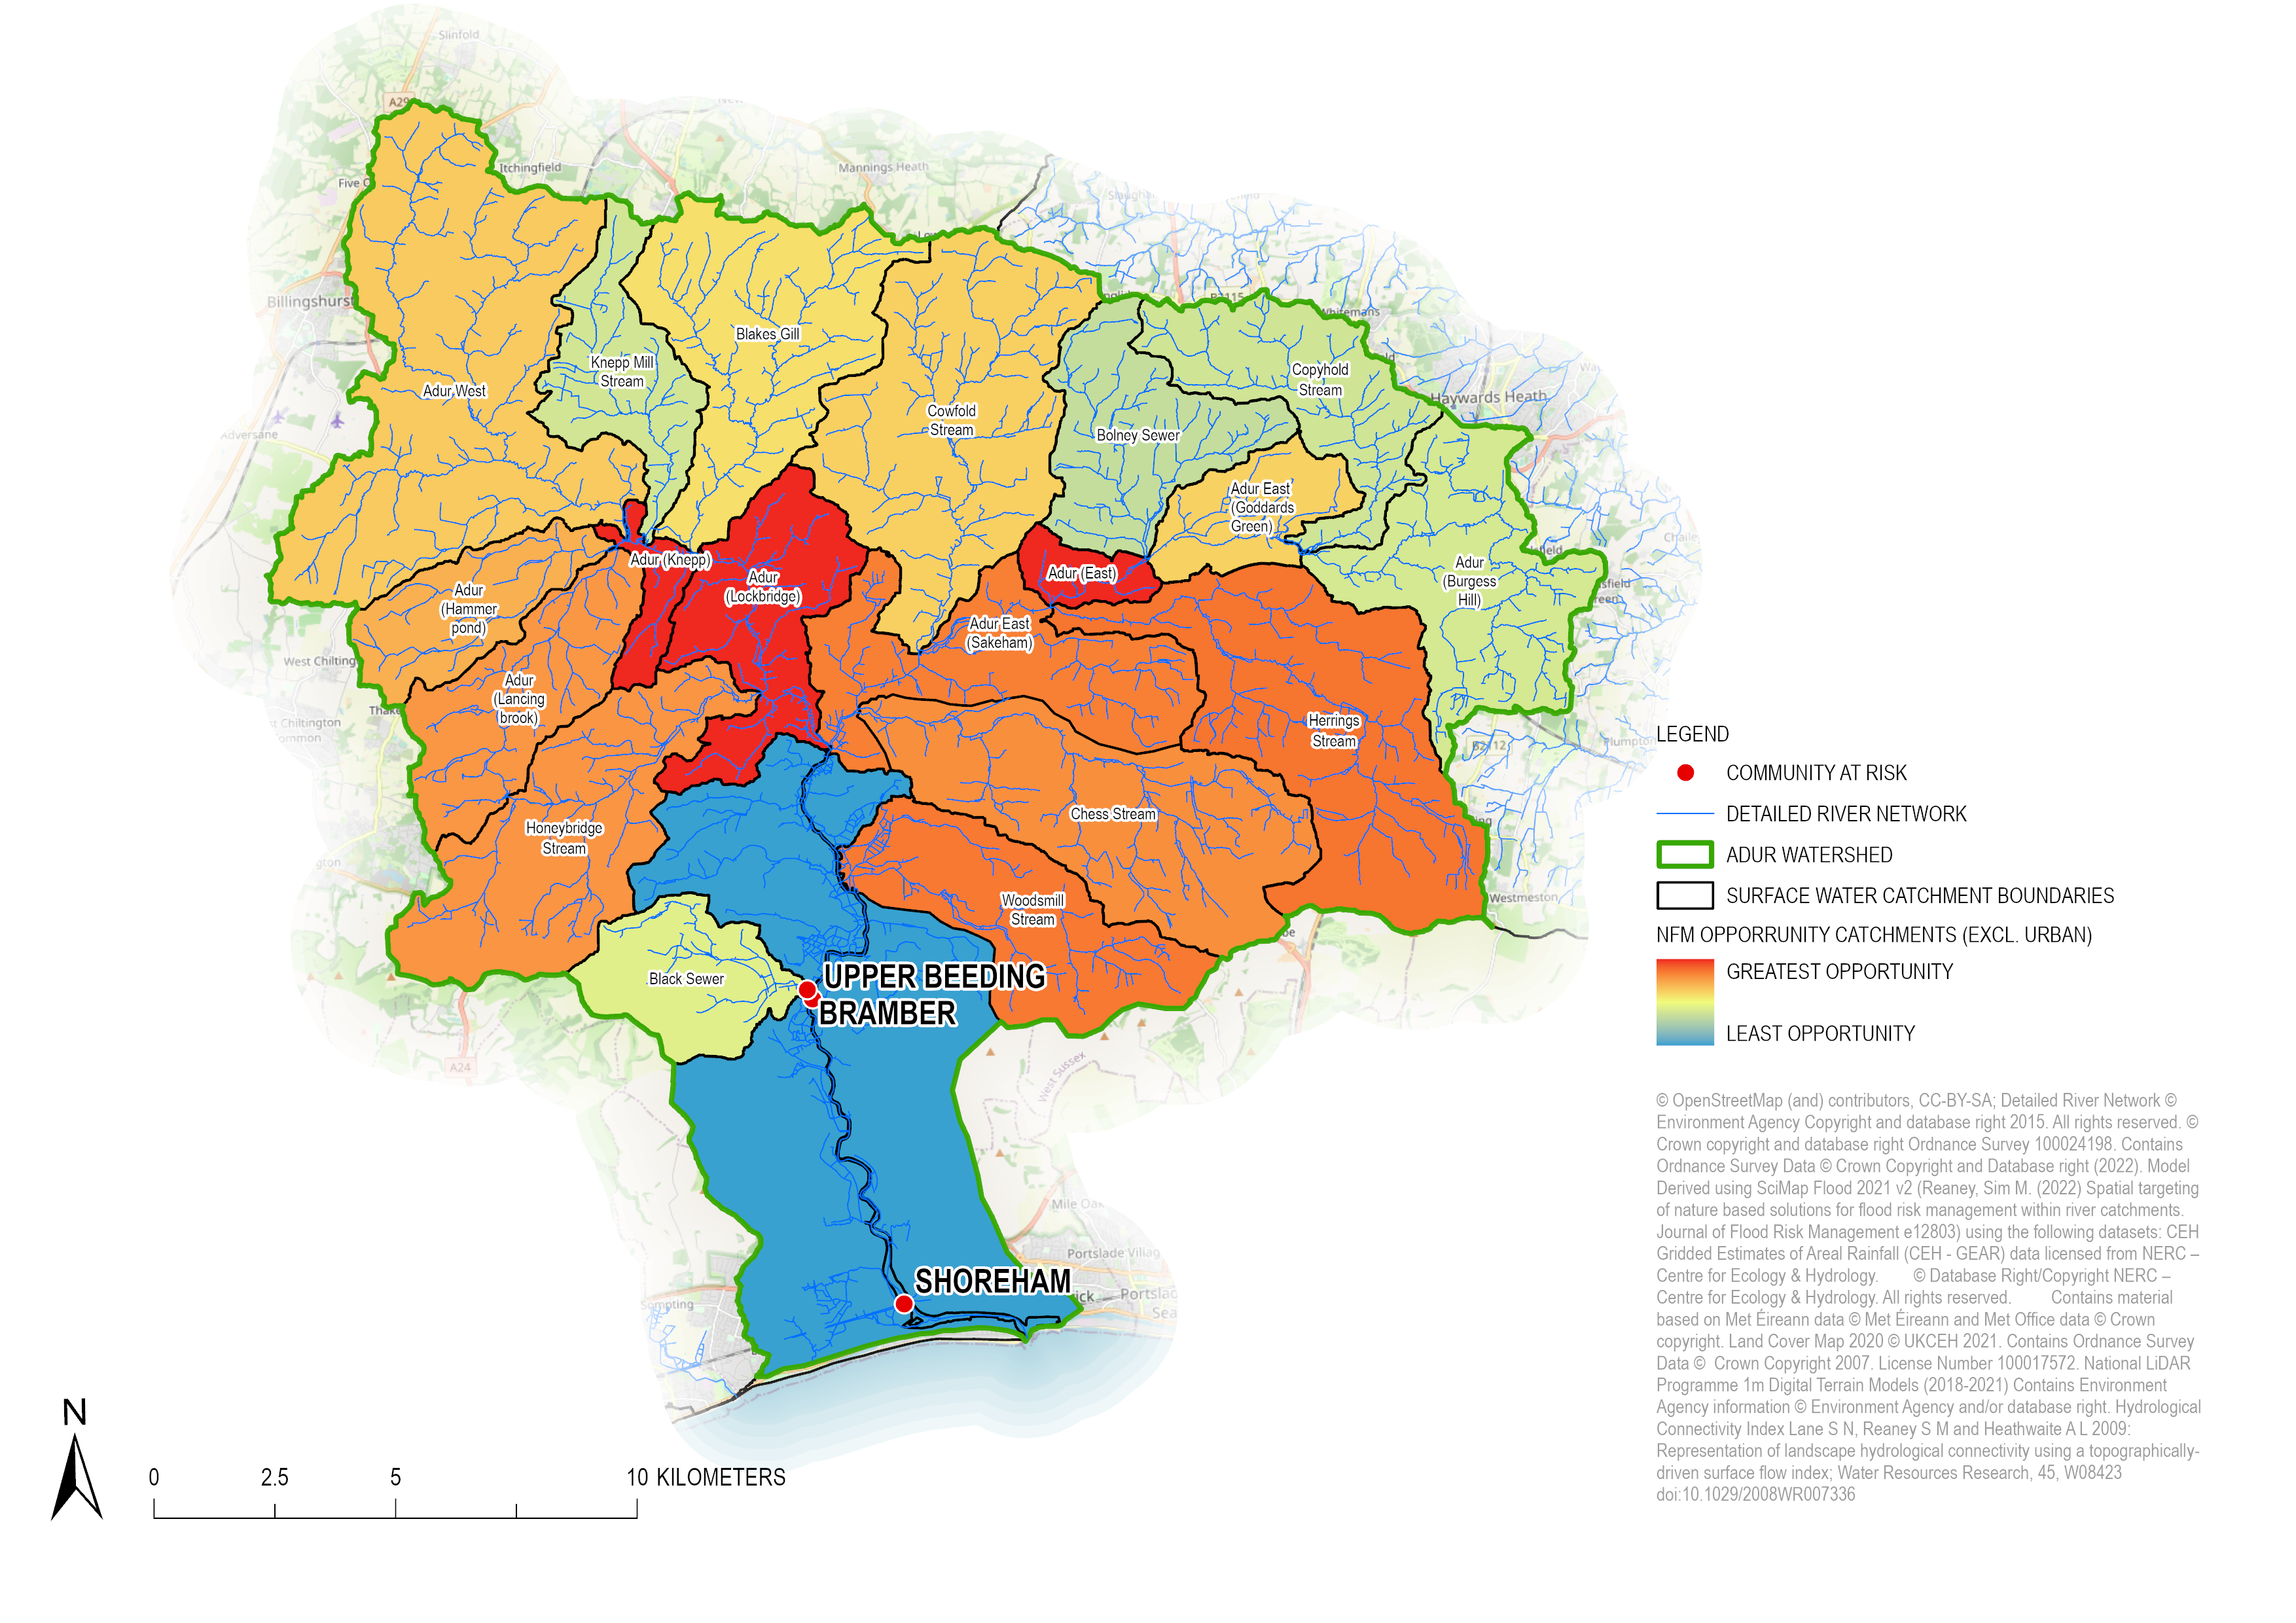 Slinfold
A29
Itchingfield
Mannings Heath
Billingshurst
B2115
Whitemans
Blakes Gill
Knepp Mill
Stream
Copyhold
Stream
Adur West
Haywards Heath
Cowfold
Stream
Adversane
Bolney Sewer
Adur East
(Goddards
Green)
Adur (Knepp)
Adur
(Lockbridge)
Adur (East)
Adur
(Burgess
Hill)
Adur
(Hammer
pond)
Adur East
(Sakeham)
West Chilting
Adur
(Lancing
brook)
Herrings
Stream
B2112
Plumpton
Chess Stream
Honeybridge
Stream
Woodsmill
Stream
Westmeston
Black Sewer
UPPER BEEDING
BRAMBER
A24
West Sussex
Mile Oak
Portslade Villag
SHOREHAM
Portslad
Sea
Sompting
LEGEND
COMMUNITY AT RISK
DETAILED RIVER NETWORK
ADUR WATERSHED
SURFACE WATER CATCHMENT BOUNDARIES
NFM OPPORRUNITY CATCHMENTS (EXCL. URBAN)
GREATEST OPPORTUNITY
LEAST OPPORTUNITY
© OpenStreetMap (and) contributors, CC-BY-SA; Detailed River Network ©
Environment Agency Copyright and database right 2015. All rights reserved. ©
Crown copyright and database right Ordnance Survey 100024198. Contains
Ordnance Survey Data © Crown Copyright and Database right (2022). Model
Derived using SciMap Flood 2021 v2 (Reaney, Sim M. (2022) Spatial targeting
of nature based solutions for flood risk management within river catchments.
Journal of Flood Risk Management e12803) using the following datasets: CEH
Gridded Estimates of Areal Rainfall (CEH - GEAR) data licensed from NERC –
Centre for Ecology & Hydrology. © Database Right/Copyright NERC –
Centre for Ecology & Hydrology. All rights reserved. Contains material
based on Met Éireann data © Met Éireann and Met Office data © Crown
copyright. Land Cover Map 2020 © UKCEH 2021. Contains Ordnance Survey
Data © Crown Copyright 2007. License Number 100017572. National LiDAR
Programme 1m Digital Terrain Models (2018-2021) Contains Environment
Agency information © Environment Agency and/or database right. Hydrological
Connectivity Index Lane S N, Reaney S M and Heathwaite A L 2009:
Representation of landscape hydrological connectivity using a topographically-
driven surface flow index; Water Resources Research, 45, W08423
doi:10.1029/2008WR007336
N
0 2.5 5 10 KILOMETERS